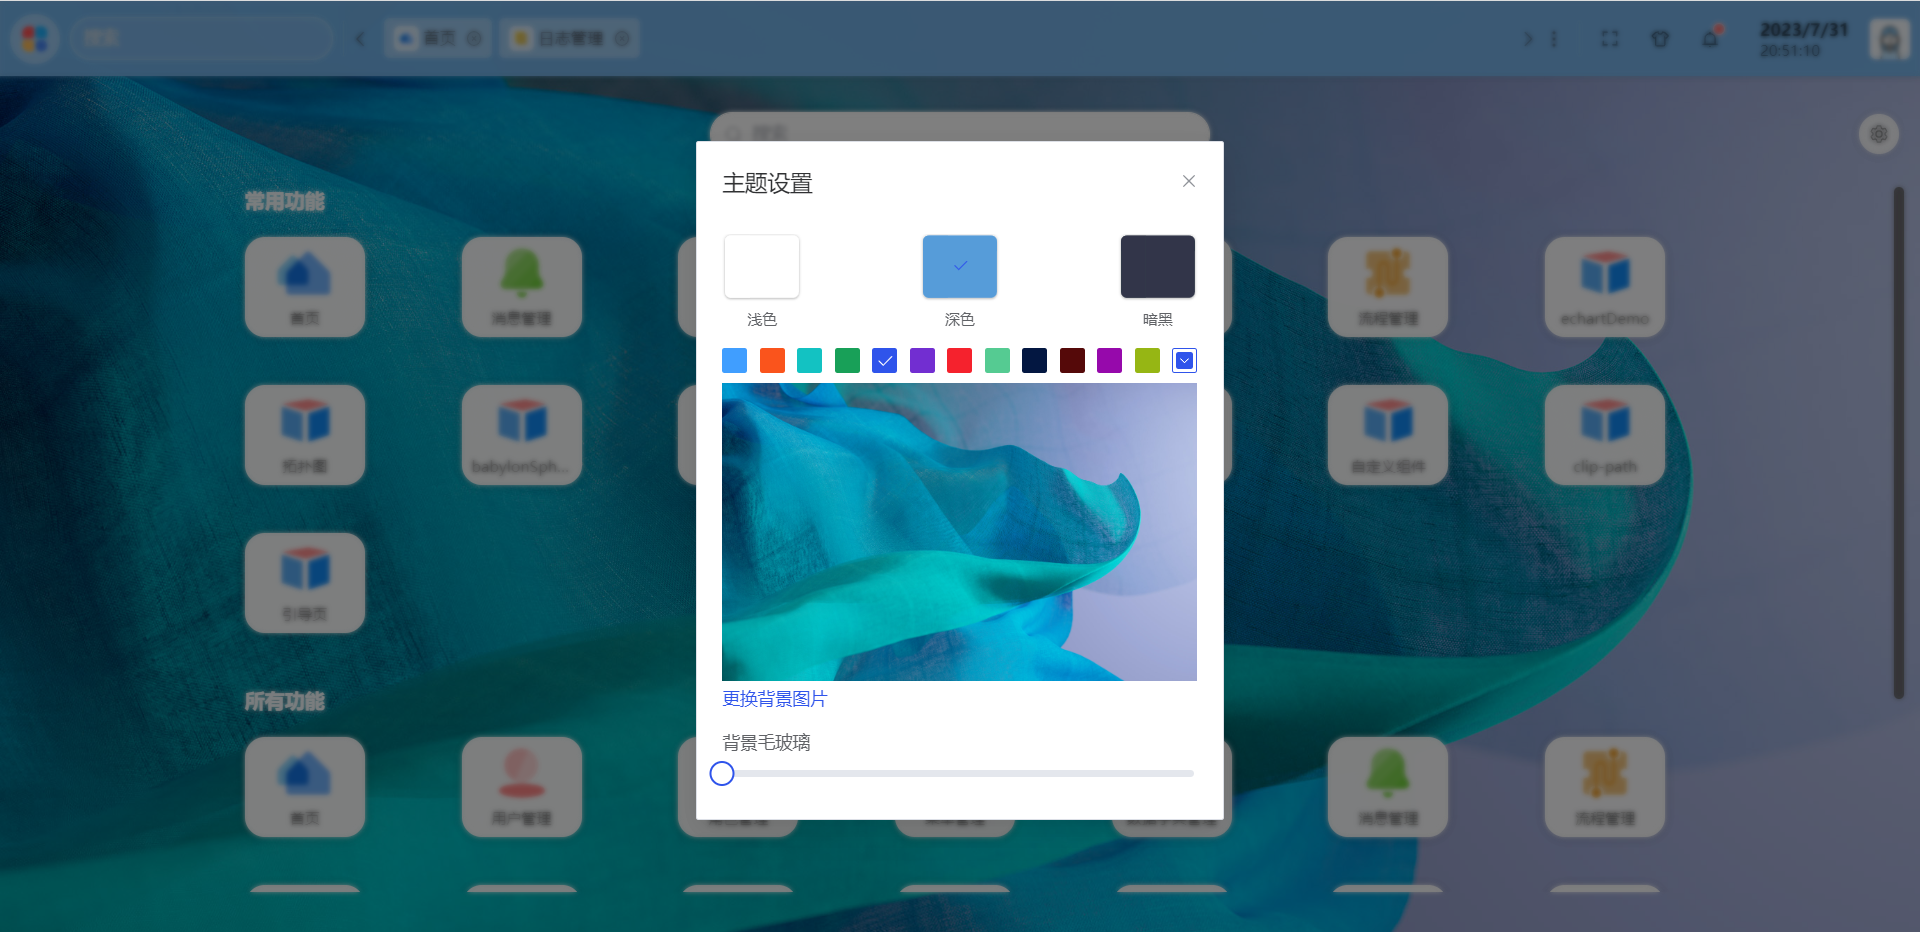 搜索
首页
日志管理
2023/7/31
20:51:10
搜索
主题设置
浅色
深色
暗黑
更换背景图片
背景毛玻璃
常用功能
首页
消息管理
流程管理
echartDemo
拓扑图
babylonSph...
自定义组件
clip-path
引导页
所有功能
首页
用户管理
消息管理
流程管理